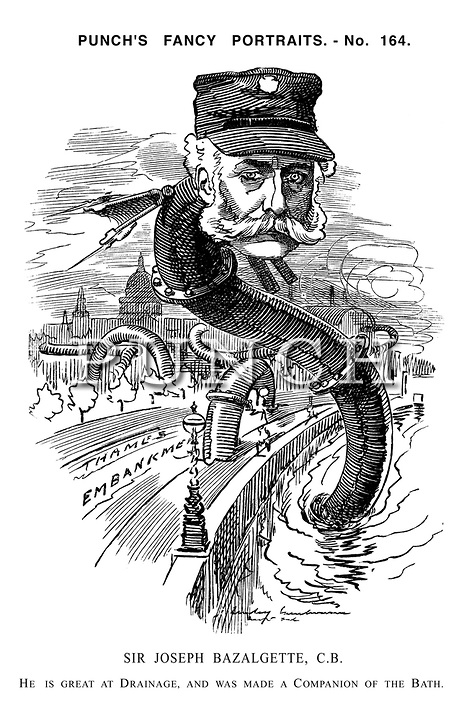 PUNCH'S FANCY PORTRAITS. - No. 164.
PUNCH
THAMES
EMBANKME
SIR JOSEPH BAZALGETTE, C.B.
HE IS GREAT AT DRAINAGE, AND WAS MADE A COMPANION OF THE BATH.